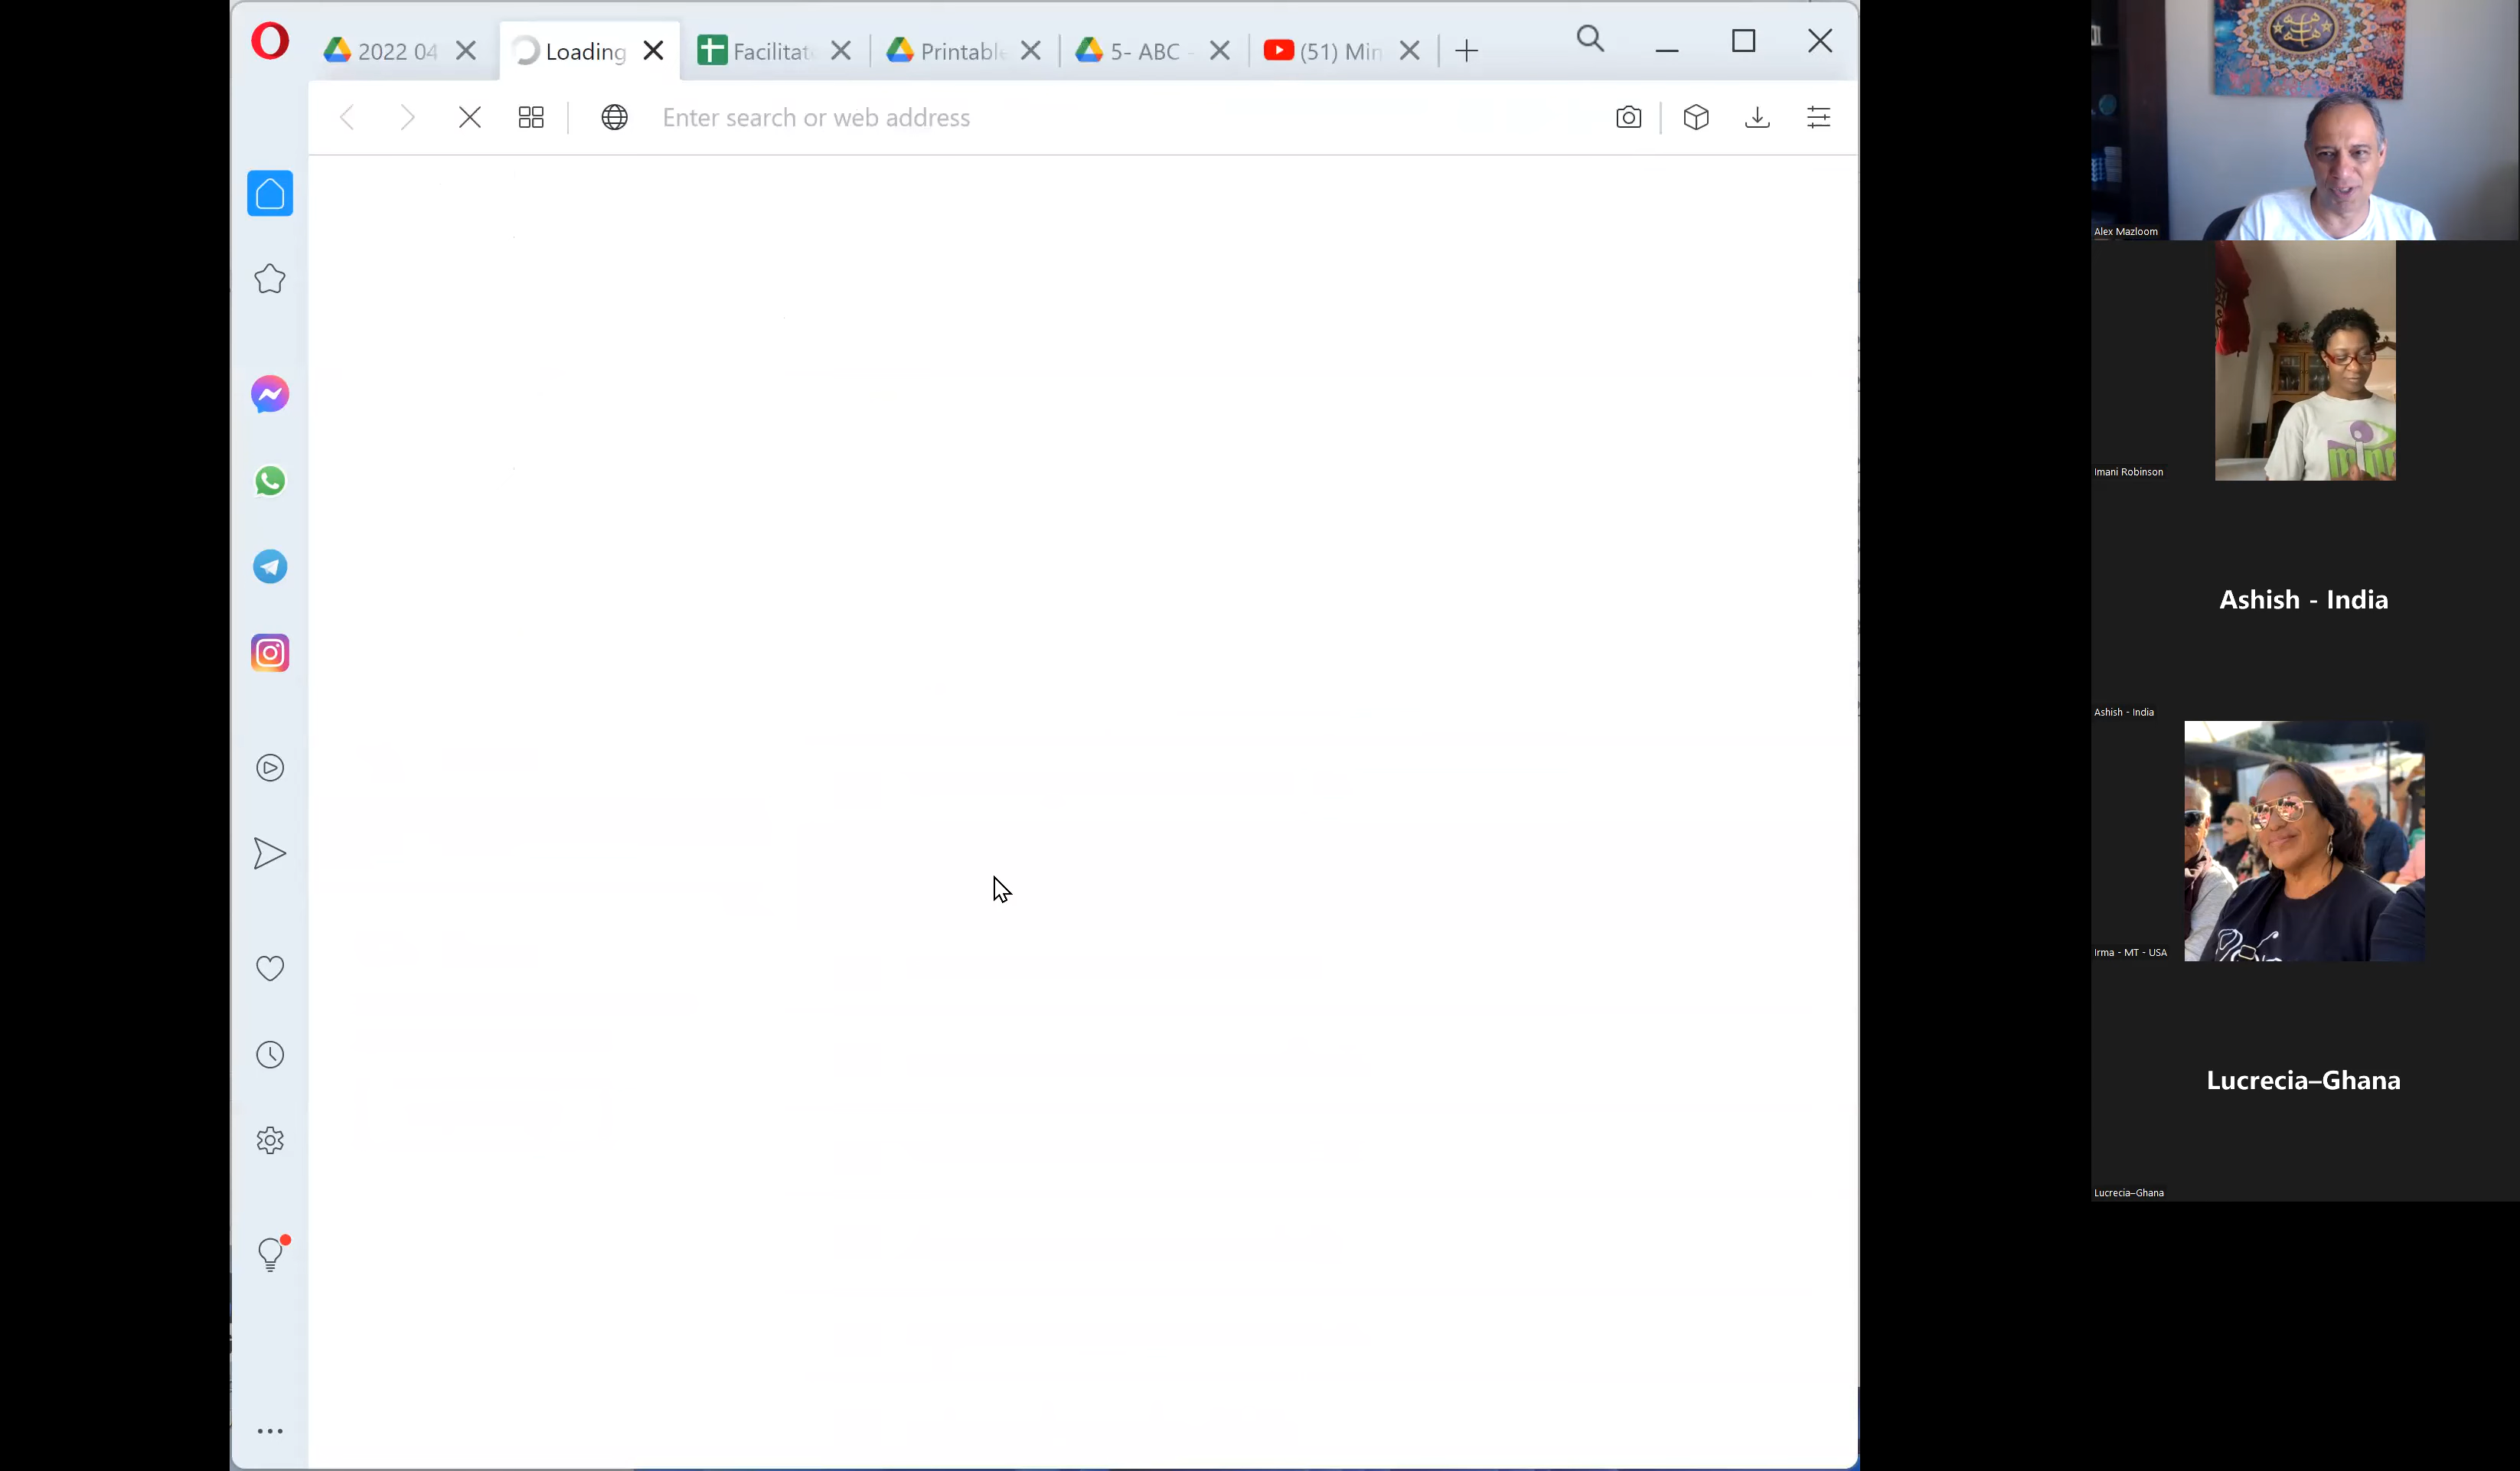 2022 04
Loading
Facilitat
Printable
5- ABC -
(51) Min
Enter search or web address
Alex Mazloom
Imani Robinson
Ashish - India
Ashish - India
Irma - MT - USA
Lucrecia–Ghana
Lucrecia–Ghana